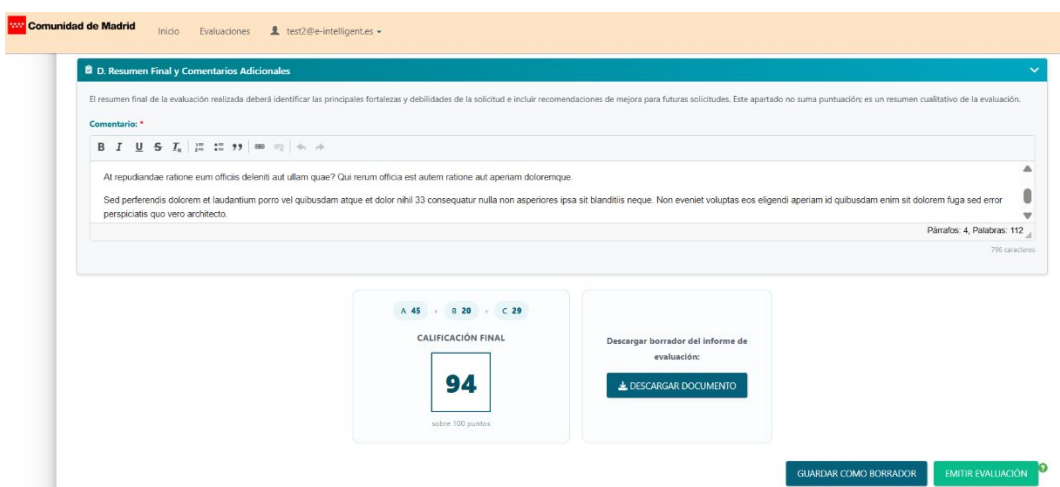 Comunidad de Madrid Inicio Evaluaciones test2@e-intelligent.es
D. Resumen Final y Comentarios Adicionales
El resumen final de la evaluación realizada deberá identificar las principales fortalezas y debilidades de la solicitud e incluir recomendaciones de mejora para futuras solicitudes. Este apartado no suma puntuación; es un resumen cualitativo de la evaluación.
Comentario: *
At repudiandae ratione eum officiis deleniti aut ullam quae? Qui rerum officia est autem ratione aut aperiam doloremque.
Sed perferendis dolorem et laudantium porro vel quibusdam atque et dolor nihil 33 consequatur nulla non asperiores ipsa sit blanditiis neque. Non eveniet voluptas eos eligendi aperiam id quibusdam enim sit dolorem fuga sed error
perspiciatis quo vero architecto.
Párrafos: 4, Palabras: 112
796 caracteres
A 45 + B 20 + C 29
CALIFICACIÓN FINAL
94
sobre 100 puntos
Descargar borrador del informe de
evaluación:
DESCARGAR DOCUMENTO
GUARDAR COMO BORRADOR EMITIR EVALUACIÓN